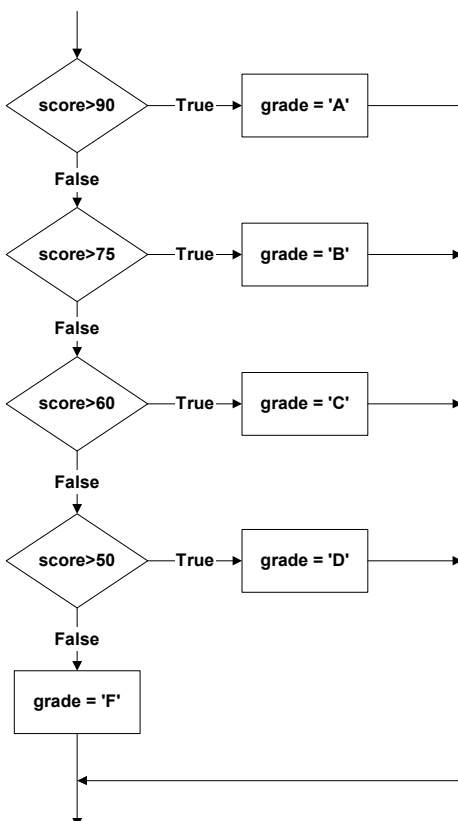 score>90
True
grade = 'A'
False
score>75
True
grade = 'B'
False
score>60
True
grade = 'C'
False
score>50
True
grade = 'D'
False
grade = 'F'